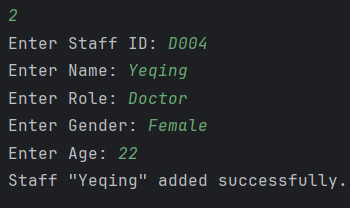 2
Enter Staff ID: D004
Enter Name: Yeqing
Enter Role: Doctor
Enter Gender: Female
Enter Age: 22
Staff "Yeqing" added successfully.